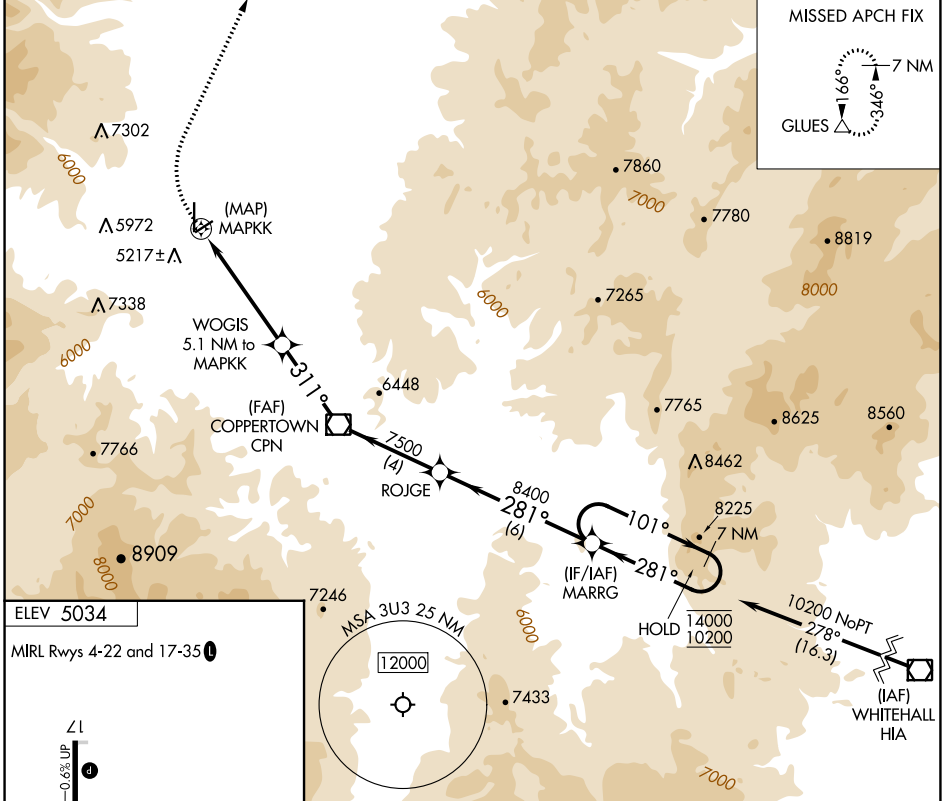 MISSED APCH FIX
7 NM
166°
346°
GLUES
7302
6000
7860
7000
7780
(MAP)
MAPKK
5972
5217±
8819
8000
7338
6000
7265
6000
WOGIS
5.1 NM to
MAPKK
311°
6448
(FAF)
COPPERTOWN
CPN
7765
8625
8560
7766
7500
(4)
ROJGE
8462
7000
8400
281°
(6)
101°
8225
7 NM
8909
8000
(IF/IAF)
MARRG
281°
HOLD
14000
10200
10200 NoPT
278°
(16.3)
7246
6000
(IAF)
WHITEHALL
HIA
ELEV 5034
MIRL Rwys 4-22 and 17-35 L
MSA 3U3 25 NM
12000
7433
7000
17
0.6% UP
P